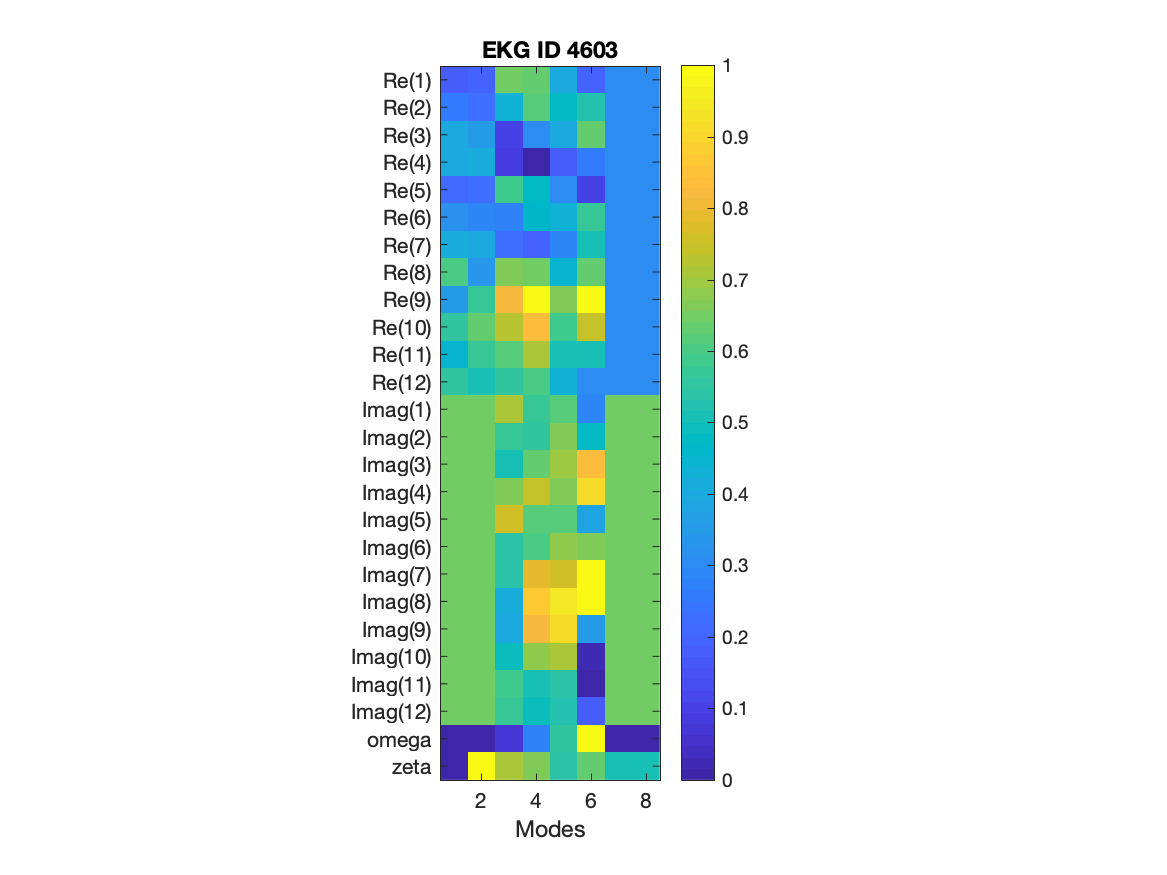 EKG ID 4603
Re(1)
Re(2)
Re(3)
Re(4)
Re(5)
Re(6)
Re(7)
Re(8)
Re(9)
Re(10)
Re(11)
Re(12)
Imag(1)
Imag(2)
Imag(3)
Imag(4)
Imag(5)
Imag(6)
Imag(7)
Imag(8)
Imag(9)
Imag(10)
Imag(11)
Imag(12)
omega
zeta
2 4 6 8
Modes
1
0.9
0.8
0.7
0.6
0.5
0.4
0.3
0.2
0.1
0